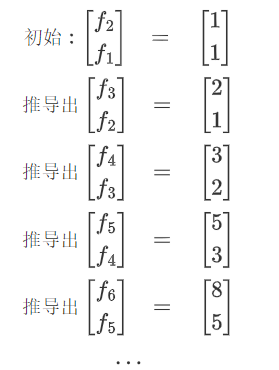 初始：[f₂ f₁] = [1 1]
推导出 [f₃ f₂] = [2 1]
推导出 [f₄ f₃] = [3 2]
推导出 [f₅ f₄] = [5 3]
推导出 [f₆ f₅] = [8 5]
...